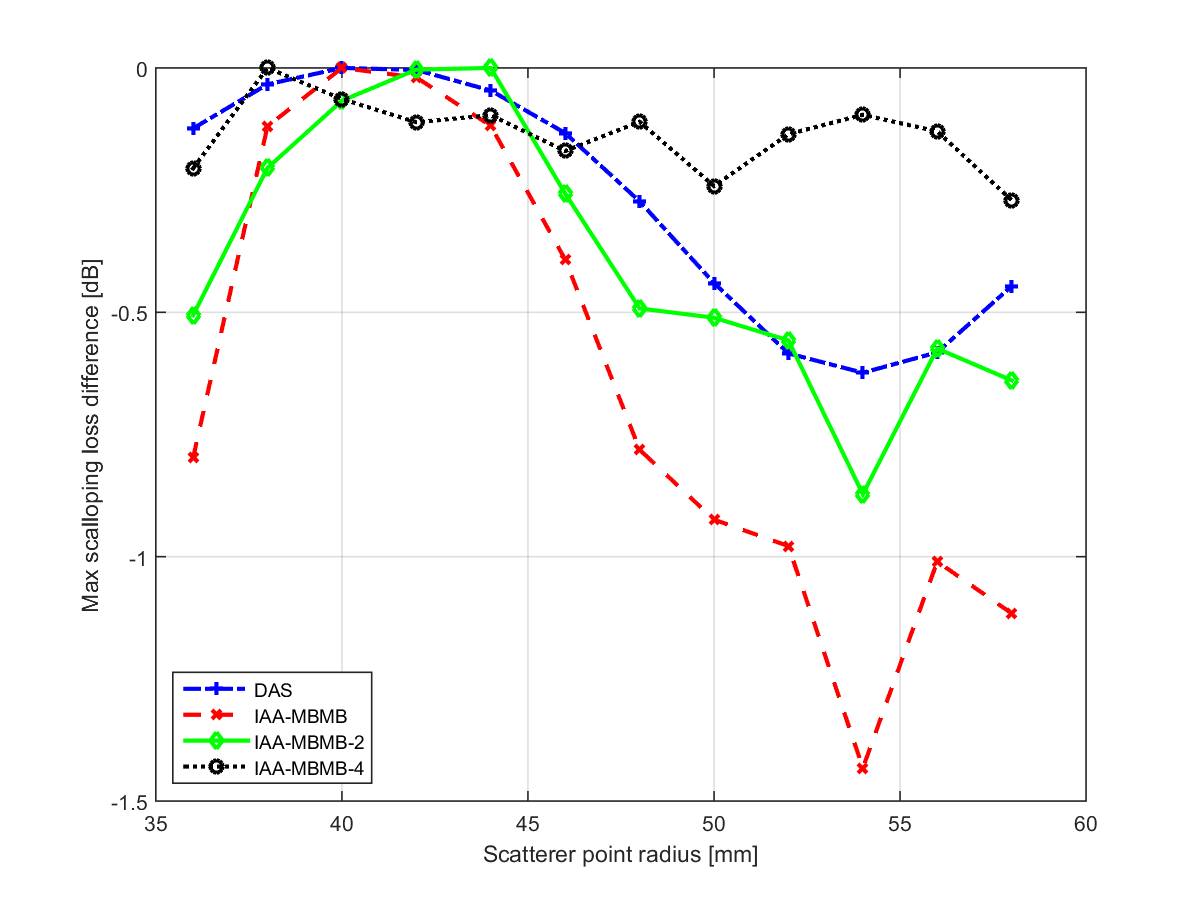 0
-0.5
-1
-1.5
Max scalloping loss difference [dB]
DAS
IAA-MBMB
IAA-MBMB-2
IAA-MBMB-4
35 40 45 50 55 60
Scatterer point radius [mm]